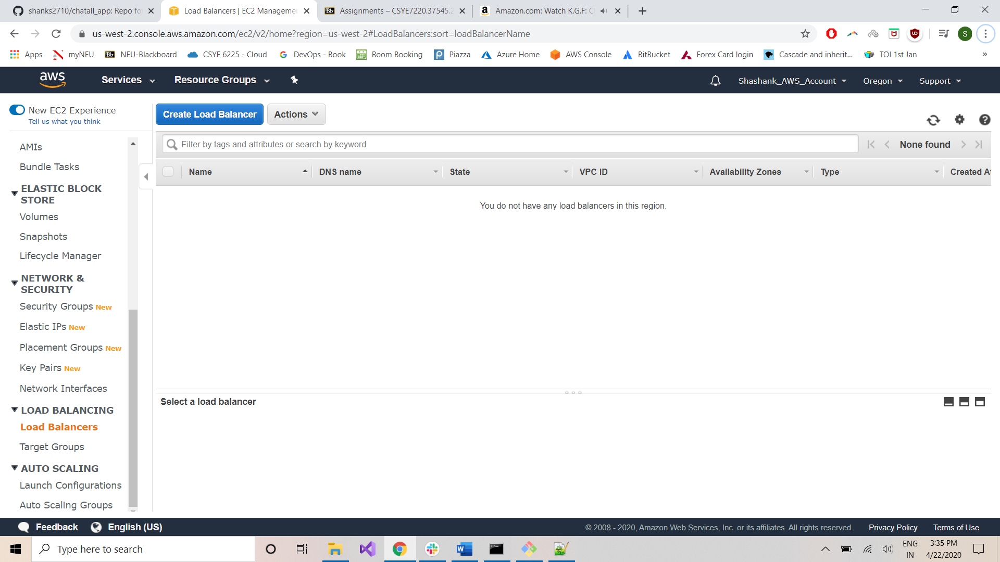 shanks2710/chatall_app: Repo fo
Load Balancers | EC2 Manageme
Bb Assignments – CSYE7220.37545.2
a Amazon.com: Watch K.G.F: C
us-west-2.console.aws.amazon.com/ec2/v2/home?region=us-west-2#LoadBalancers:sort=loadBalancerName
S
Apps myNEU Bb NEU-Blackboard CSYE 6225 - Cloud G DevOps - Book Room Booking Piazza Azure Home AWS Console BitBucket Forex Card login Cascade and inherit... TOI 1st Jan »
aws Services Resource Groups Shashank_AWS_Account Oregon Support
New EC2 Experience
Tell us what you think
AMIs
Bundle Tasks
ELASTIC BLOCK
STORE
Volumes
Snapshots
Lifecycle Manager
NETWORK &
SECURITY
Security Groups New
Elastic IPs New
Placement Groups New
Key Pairs New
Network Interfaces
LOAD BALANCING
Load Balancers
Target Groups
AUTO SCALING
Launch Configurations
Auto Scaling Groups
Create Load Balancer Actions
Filter by tags and attributes or search by keyword None found
Name DNS name State VPC ID Availability Zones Type Created At
You do not have any load balancers in this region.
Select a load balancer
Feedback English (US) © 2008 - 2020, Amazon Web Services, Inc. or its affiliates. All rights reserved. Privacy Policy Terms of Use
Type here to search
ENG
IN
3:35 PM
4/22/2020